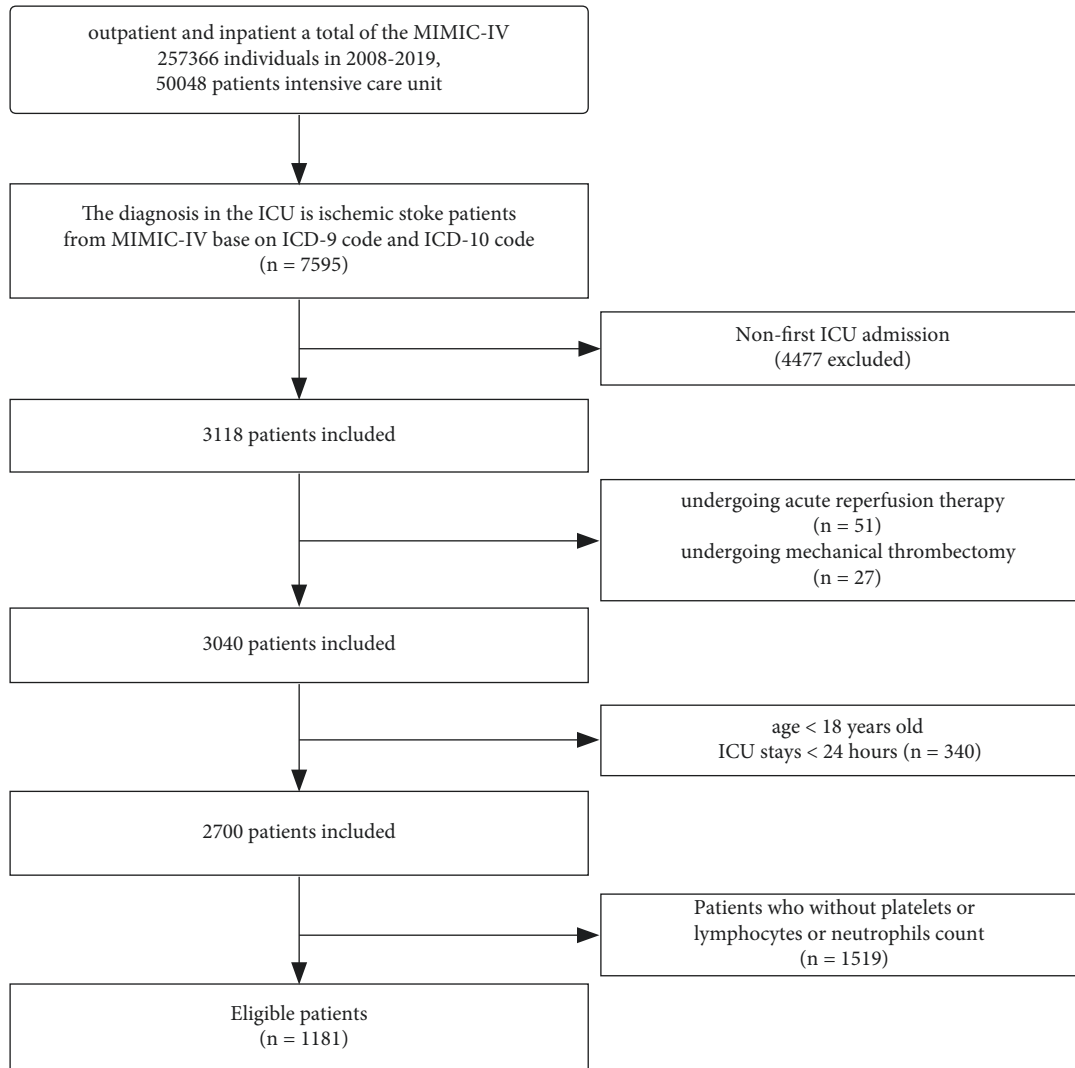 outpatient and inpatient a total of the MIMIC-IV
257366 individuals in 2008-2019,
50048 patients intensive care unit
The diagnosis in the ICU is ischemic stoke patients
from MIMIC-IV base on ICD-9 code and ICD-10 code
(n = 7595)
Non-first ICU admission
(4477 excluded)
3118 patients included
undergoing acute reperfusion therapy
(n = 51)
undergoing mechanical thrombectomy
(n = 27)
3040 patients included
age < 18 years old
ICU stays < 24 hours (n = 340)
2700 patients included
Patients who without platelets or
lymphocytes or neutrophils count
(n = 1519)
Eligible patients
(n = 1181)